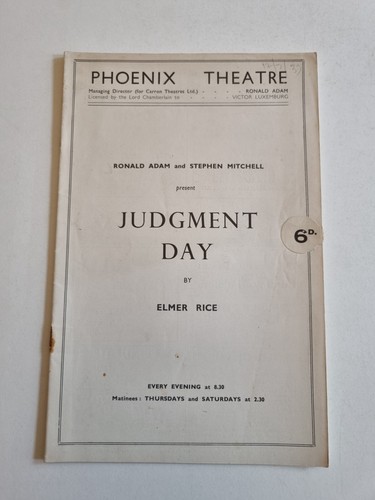 PHOENIX THEATRE
Managing Director (for Carron Theatres Ltd.) - - - - RONALD ADAM
Licensed by the Lord Chamberlain to - - - - VICTOR LUXEMBURG
RONALD ADAM and STEPHEN MITCHELL
present
JUDGMENT
DAY
6D.
BY
ELMER RICE
EVERY EVENING at 8.30
Matinees: THURSDAYS and SATURDAYS at 2.30